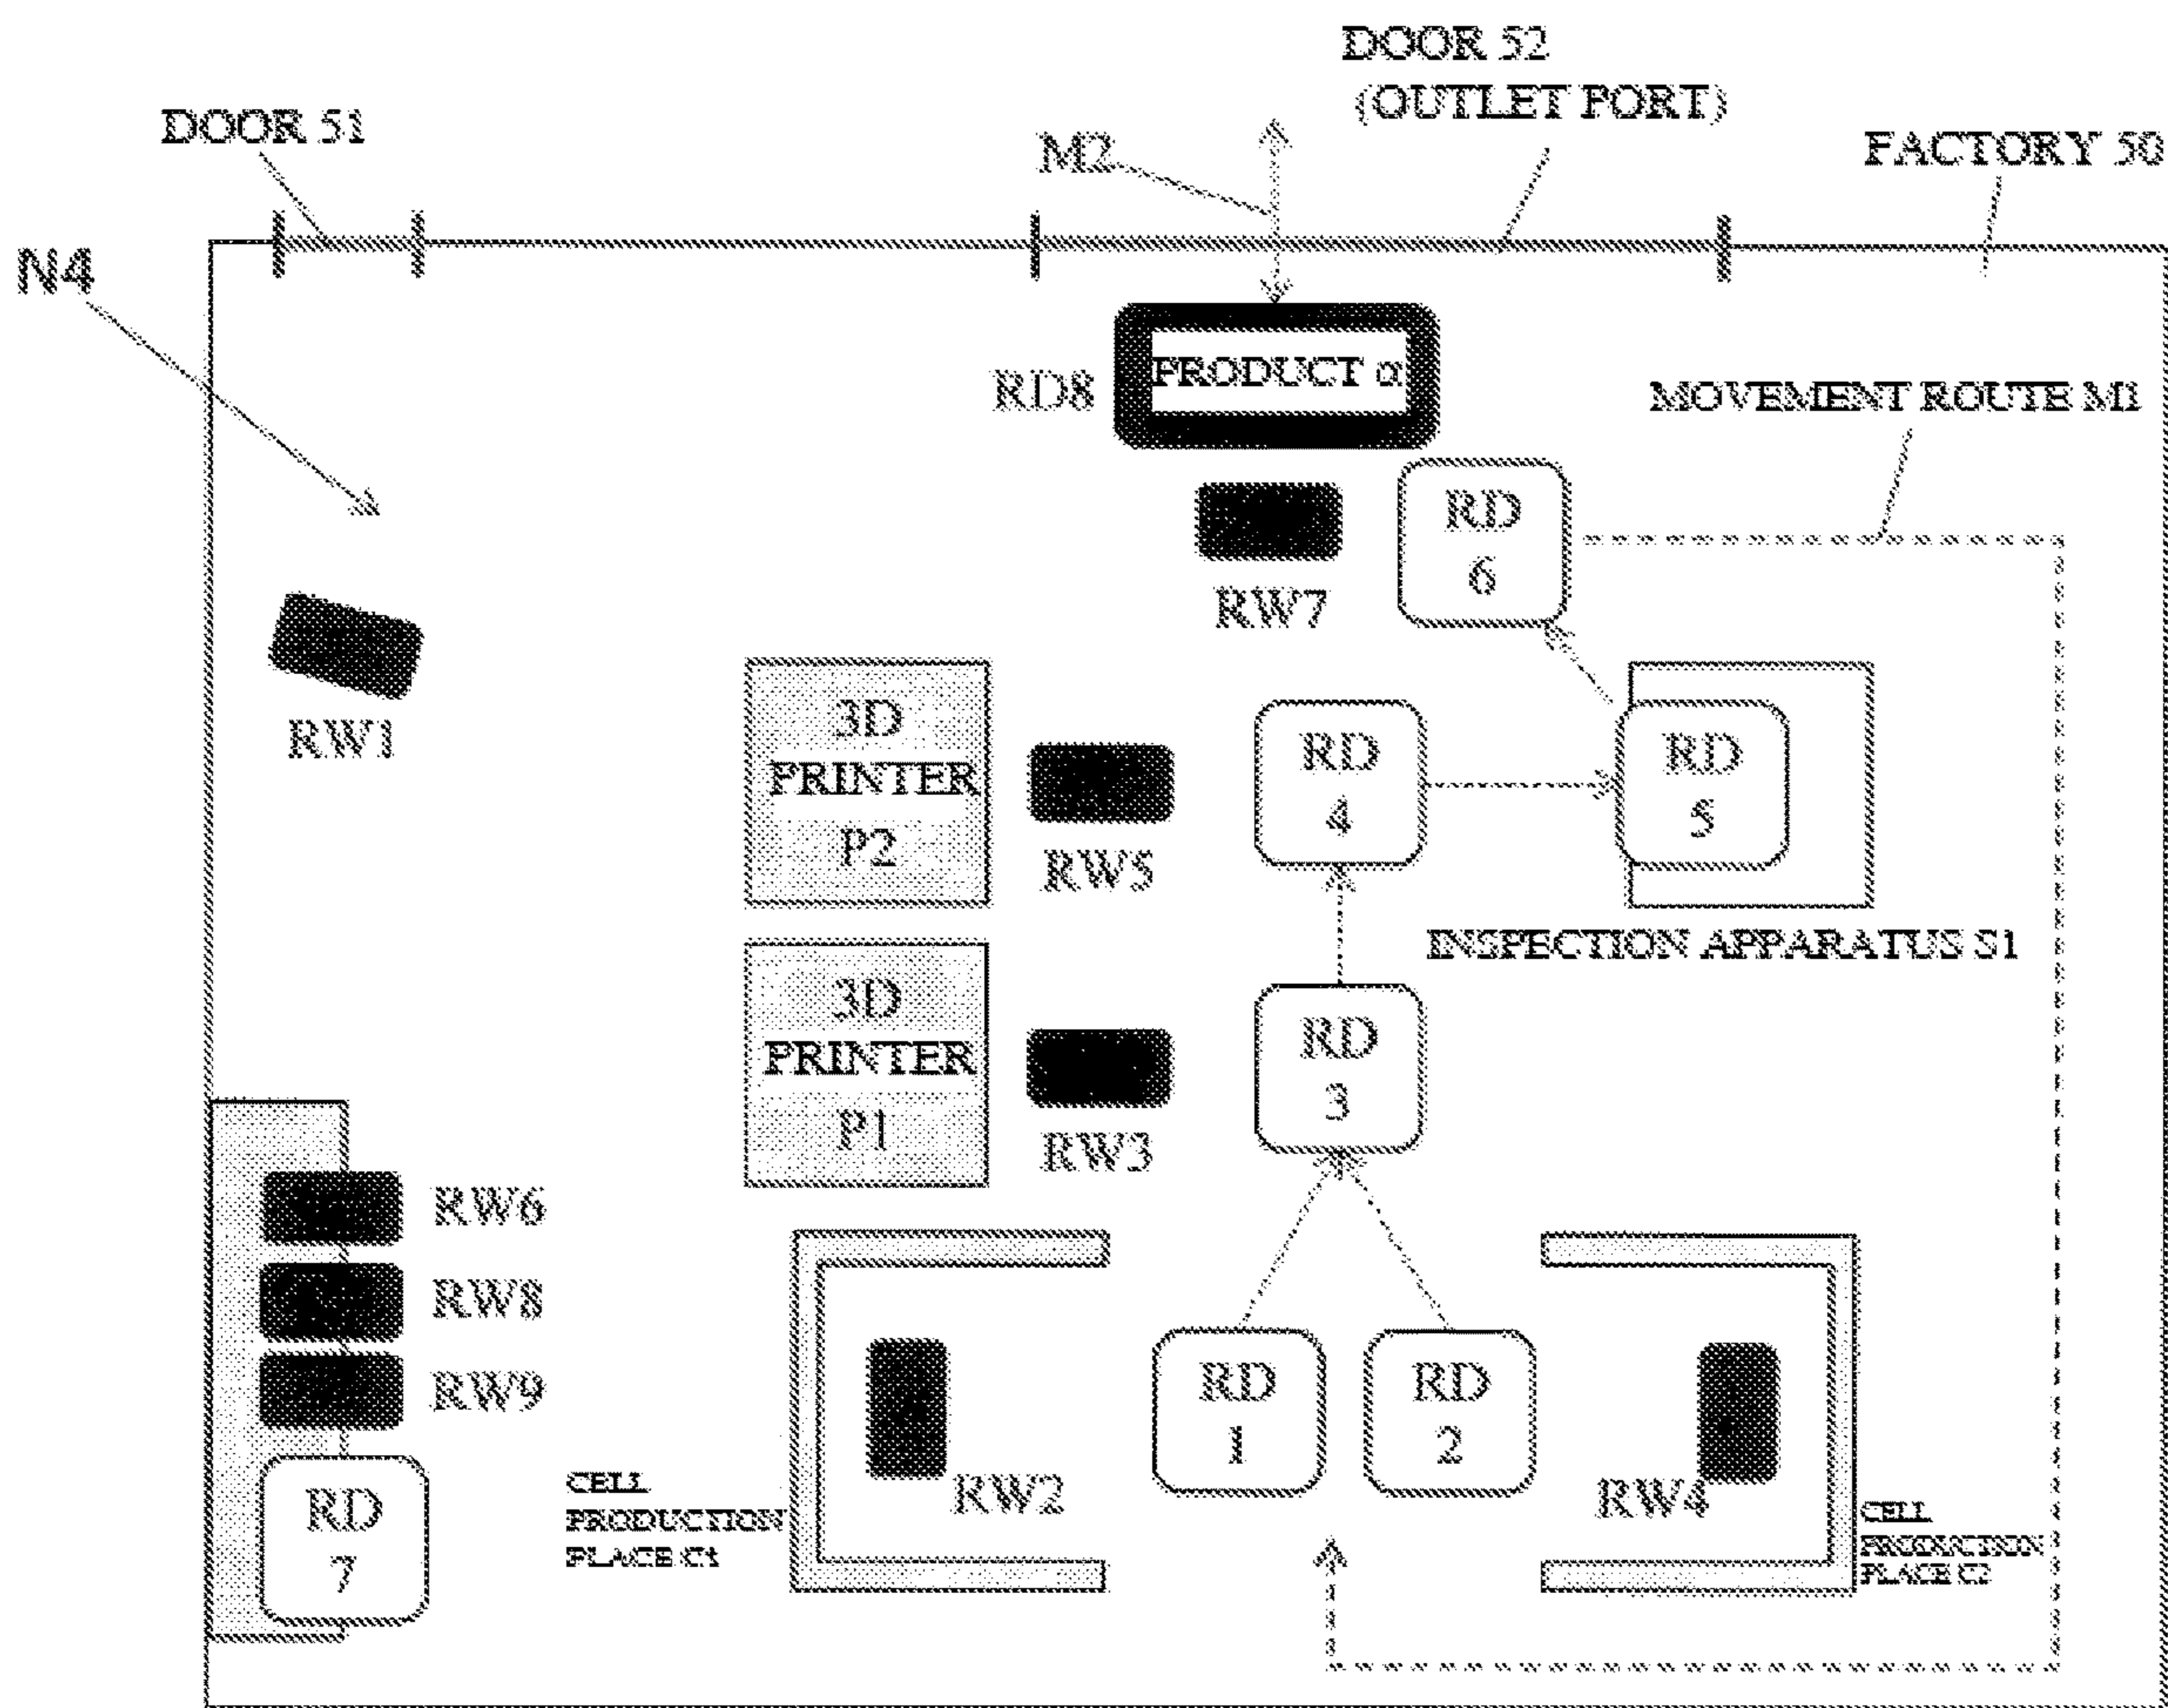 DOOR 52
(OUTLET PORT)
DOOR 51
M2
FACTORY 50
N4
PRODUCT α
RD8
MOVEMENT ROUTE M1
RD
6
RW7
RW1
3D
PRINTER
P2
RW5
RD
4
RD
5
INSPECTION APPARATUS S1
3D
PRINTER
P1
RW3
RD
3
RW6
RW8
RW9
RD
7
CELL
PRODUCTION
PLACE C1
RW2
RD
1
RD
2
RW4
CELL
PRODUCTION
PLACE C2